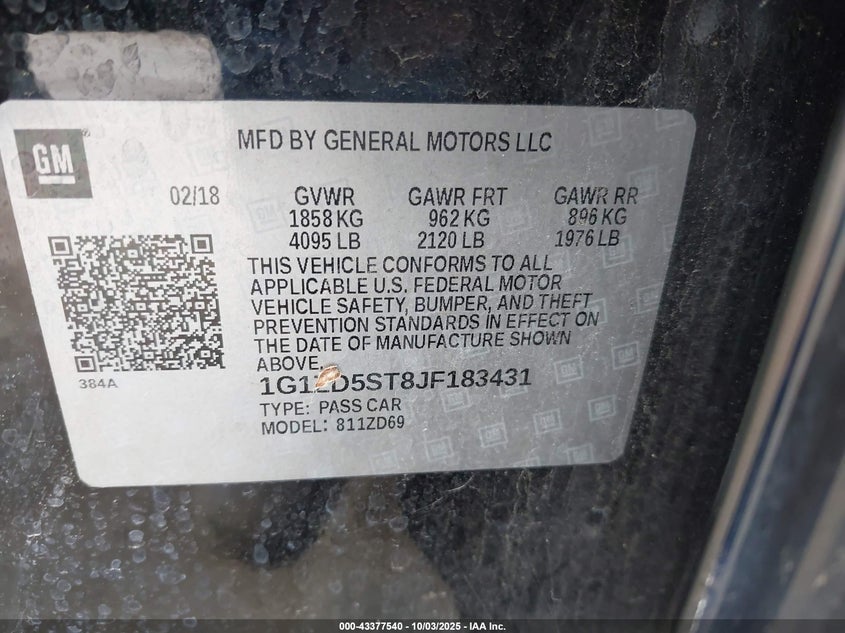 GM
MFD BY GENERAL MOTORS LLC
02/18 GVWR GAWR FRT GAWR RR
1858 KG 962 KG 896 KG
4095 LB 2120 LB 1976 LB
THIS VEHICLE CONFORMS TO ALL
APPLICABLE U.S. FEDERAL MOTOR
VEHICLE SAFETY, BUMPER, AND THEFT
PREVENTION STANDARDS IN EFFECT ON
THE DATE OF MANUFACTURE SHOWN
ABOVE.
384A
1G1ZD5ST8JF183431
TYPE: PASS CAR
MODEL: 811ZD69
000-43377540 - 10/03/2025 - IAA Inc.